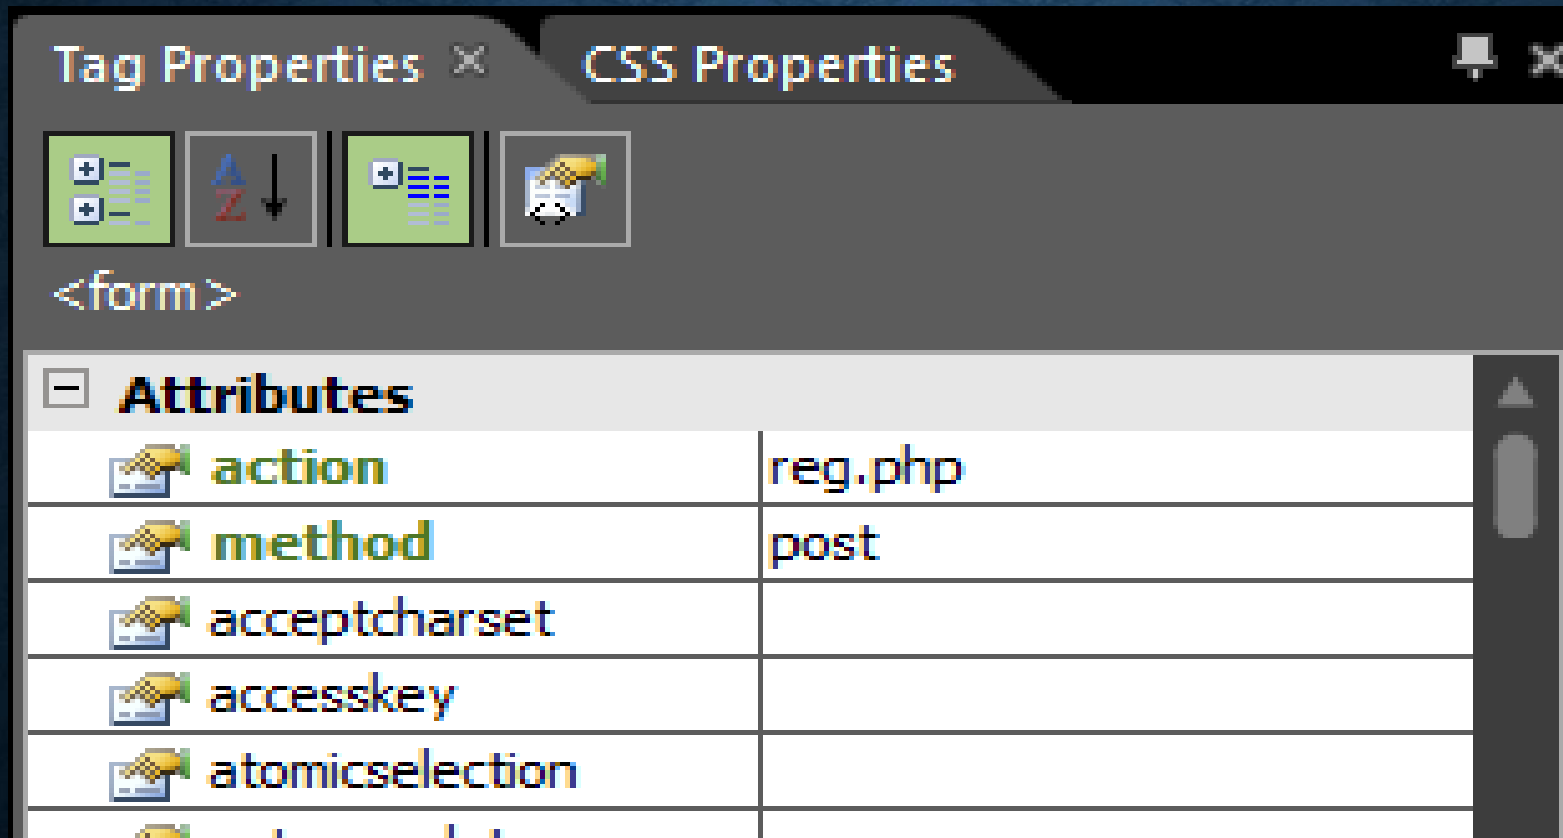 Tag Properties CSS Properties
<form>
Attributes
action reg.php
method post
acceptcharset
accesskey
atomicselection